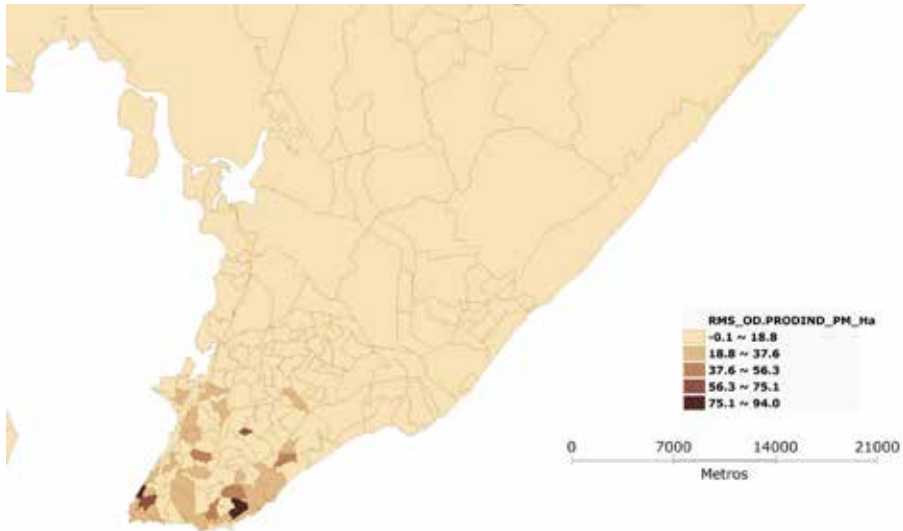 RMS_OD.PRODIND_PM_Ha
-0.1 ~ 18.8
18.8 ~ 37.6
37.6 ~ 56.3
56.3 ~ 75.1
75.1 ~ 94.0
0 7000 14000 21000
Metros